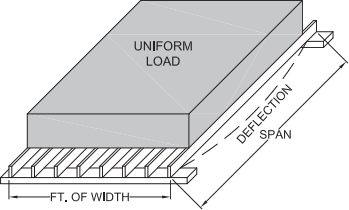 UNIFORM
LOAD
DEFLECTION
SPAN
FT. OF WIDTH